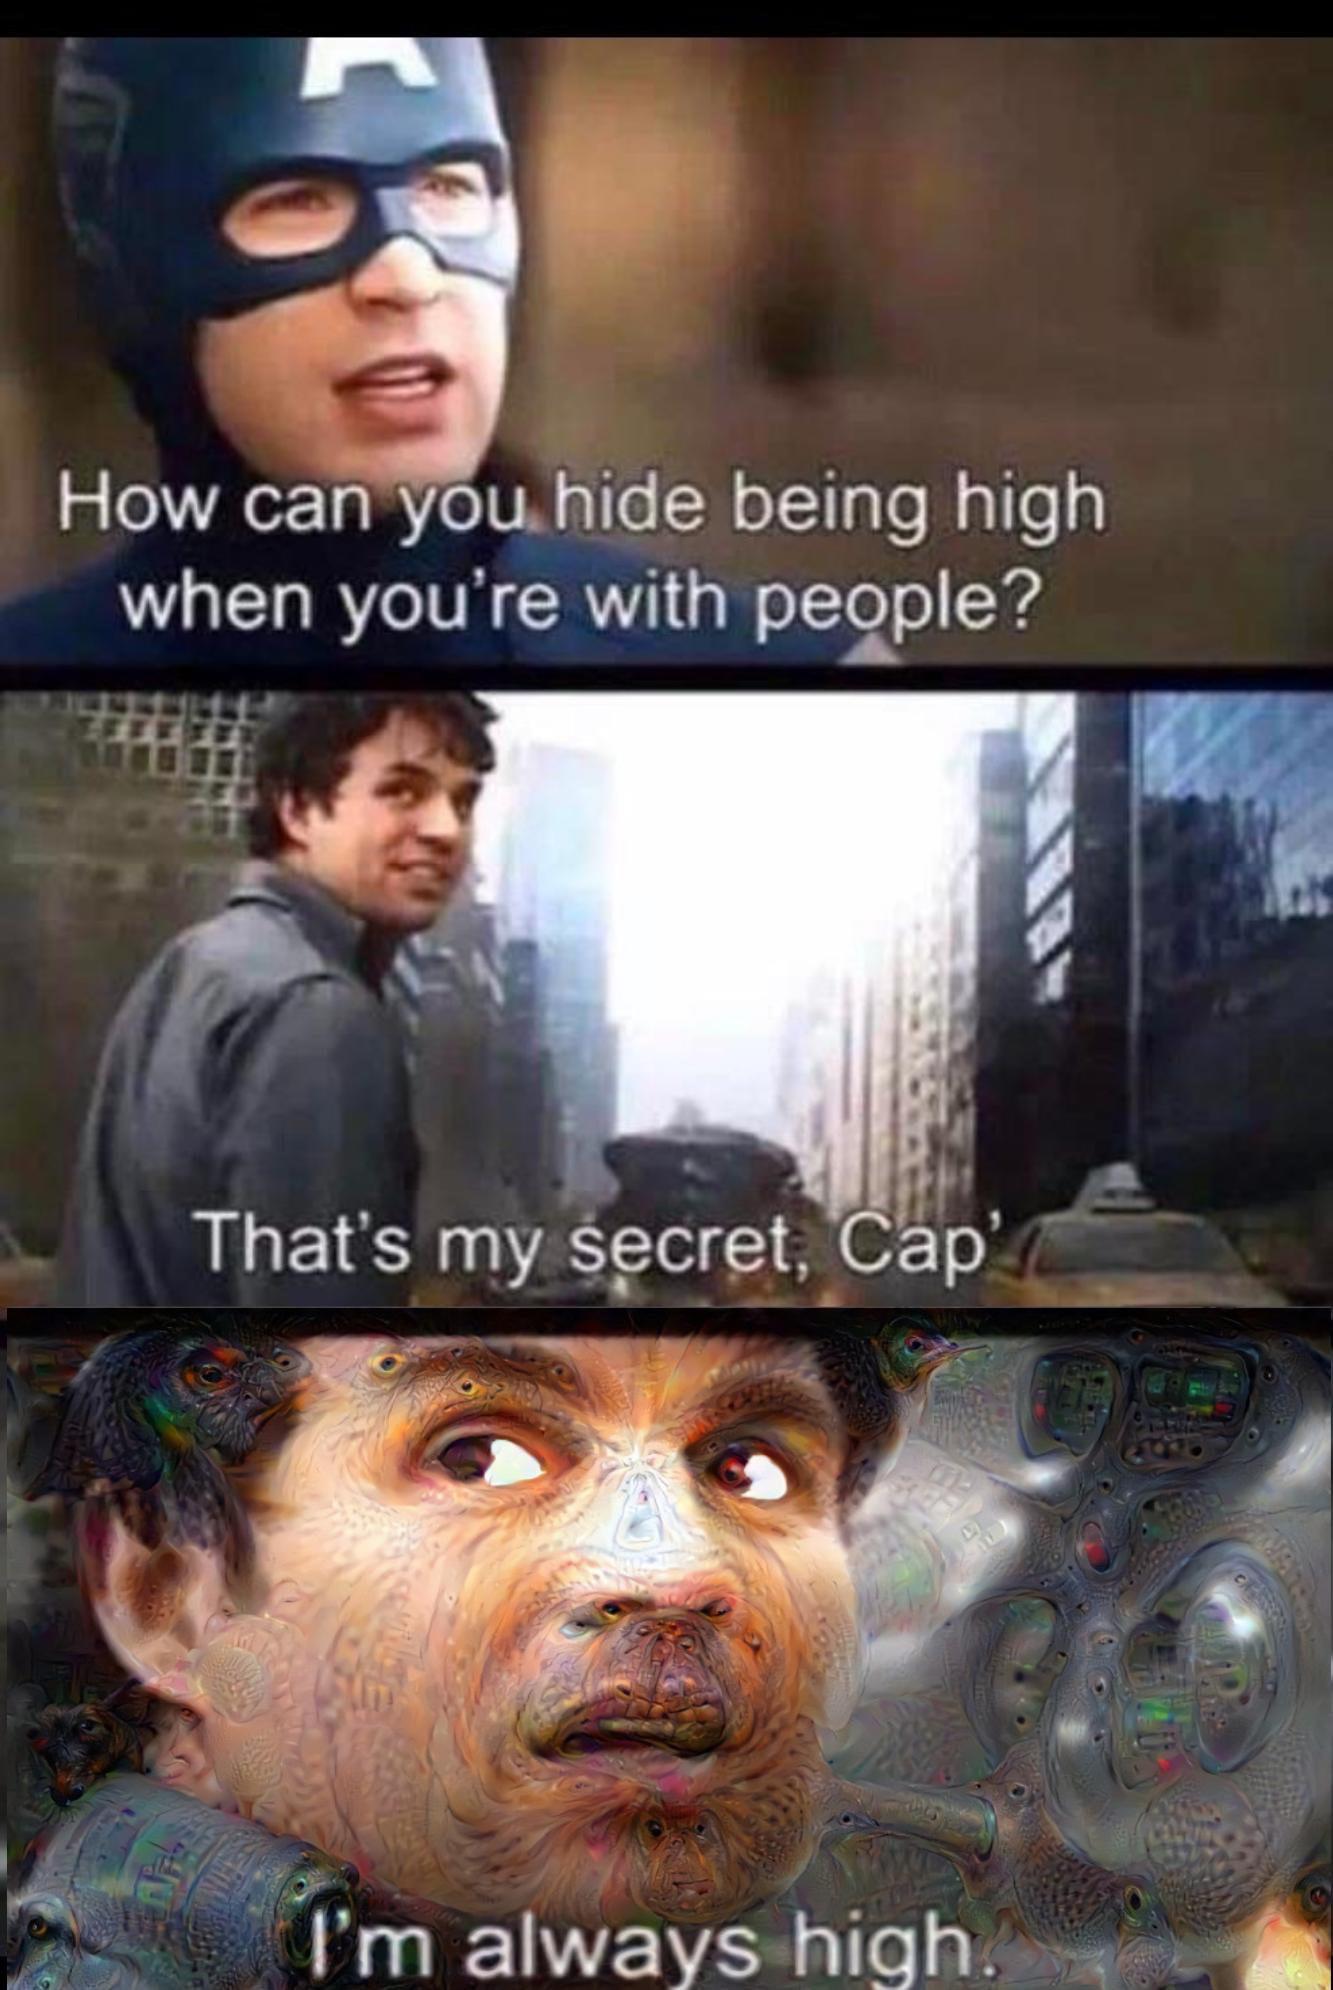 A
How can you hide being high
when you're with people?
That's my secret, Cap'
I'm always high.